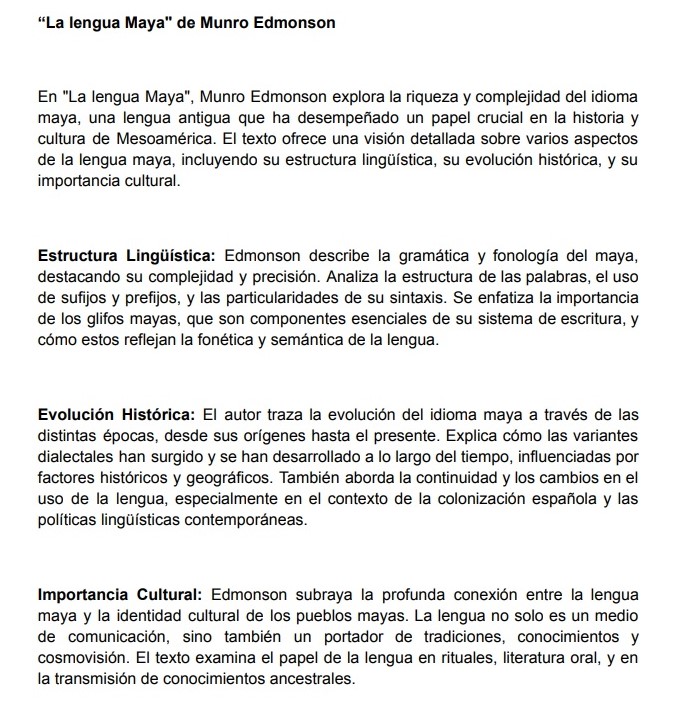 “La lengua Maya" de Munro Edmonson
En "La lengua Maya", Munro Edmonson explora la riqueza y complejidad del idioma
maya, una lengua antigua que ha desempeñado un papel crucial en la historia y
cultura de Mesoamérica. El texto ofrece una visión detallada sobre varios aspectos
de la lengua maya, incluyendo su estructura lingüística, su evolución histórica, y su
importancia cultural.
Estructura Lingüística: Edmonson describe la gramática y fonología del maya,
destacando su complejidad y precisión. Analiza la estructura de las palabras, el uso
de sufijos y prefijos, y las particularidades de su sintaxis. Se enfatiza la importancia
de los glifos mayas, que son componentes esenciales de su sistema de escritura, y
cómo estos reflejan la fonética y semántica de la lengua.
Evolución Histórica: El autor traza la evolución del idioma maya a través de las
distintas épocas, desde sus orígenes hasta el presente. Explica cómo las variantes
dialectales han surgido y se han desarrollado a lo largo del tiempo, influenciadas por
factores históricos y geográficos. También aborda la continuidad y los cambios en el
uso de la lengua, especialmente en el contexto de la colonización española y las
políticas lingüísticas contemporáneas.
Importancia Cultural: Edmonson subraya la profunda conexión entre la lengua
maya y la identidad cultural de los pueblos mayas. La lengua no solo es un medio
de comunicación, sino también un portador de tradiciones, conocimientos y
cosmovisión. El texto examina el papel de la lengua en rituales, literatura oral, y en
la transmisión de conocimientos ancestrales.